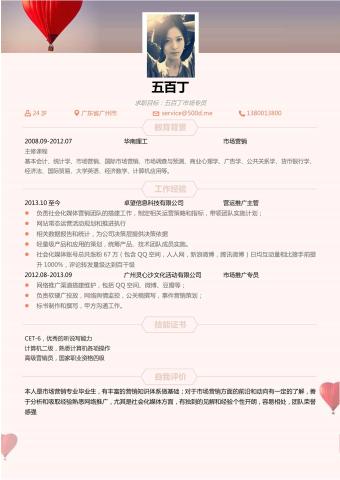 五百丁
求职目标：五百丁市场专员
24 岁
广东省广州市
service@500d.me
1380013800
教育背景
2008.09-2012.07 华南理工 市场营销
主修课程
基本会计、统计学、市场营销、国际市场营销、市场调查与预测、商业心理学、广告学、公共关系学、货币银行学、
经济法、国际贸易、大学英语、经济数学、计算机应用等。
工作经验
2013.10 至今 卓望信息科技有限公司 营运推广主管
负责社会化媒体营销团队的搭建工作，制定相关运营策略和指标，带领团队实施计划；
网站常态运营活动规划和推进执行
相关数据报告和统计，为公司决策层提供决策依据
轻量级产品和应用的策划，统筹产品、技术团队成员实施。
社会化媒体账号总共涨粉 67 万（包含 QQ 空间，人人网，新浪微博，腾讯微博）日均互动量相比接手前提
升 1000%，评论转发量级达到百千级
2012.08-2013.09 广州灵心沙文化活动有限公司 市场推广专员
网络推广渠道搭建维护，包括 QQ 空间、微博、豆瓣等；
负责软硬广投放，网络舆情监控，公关稿撰写，事件营销策划；
标书制作和撰写，甲方沟通工作。
技能证书
CET-6，优秀的听说写能力
计算机二级，熟悉计算机各项操作
高级营销员，国家职业资格四级
自我评价
本人是市场营销专业毕业生，有丰富的营销知识体系做基础；对于市场营销方面的前沿和动向有一定的了解，善
于分析和吸取经验熟悉网络推广，尤其是社会化媒体方面，有独到的见解和经验个性开朗，容易相处，团队荣誉
感强